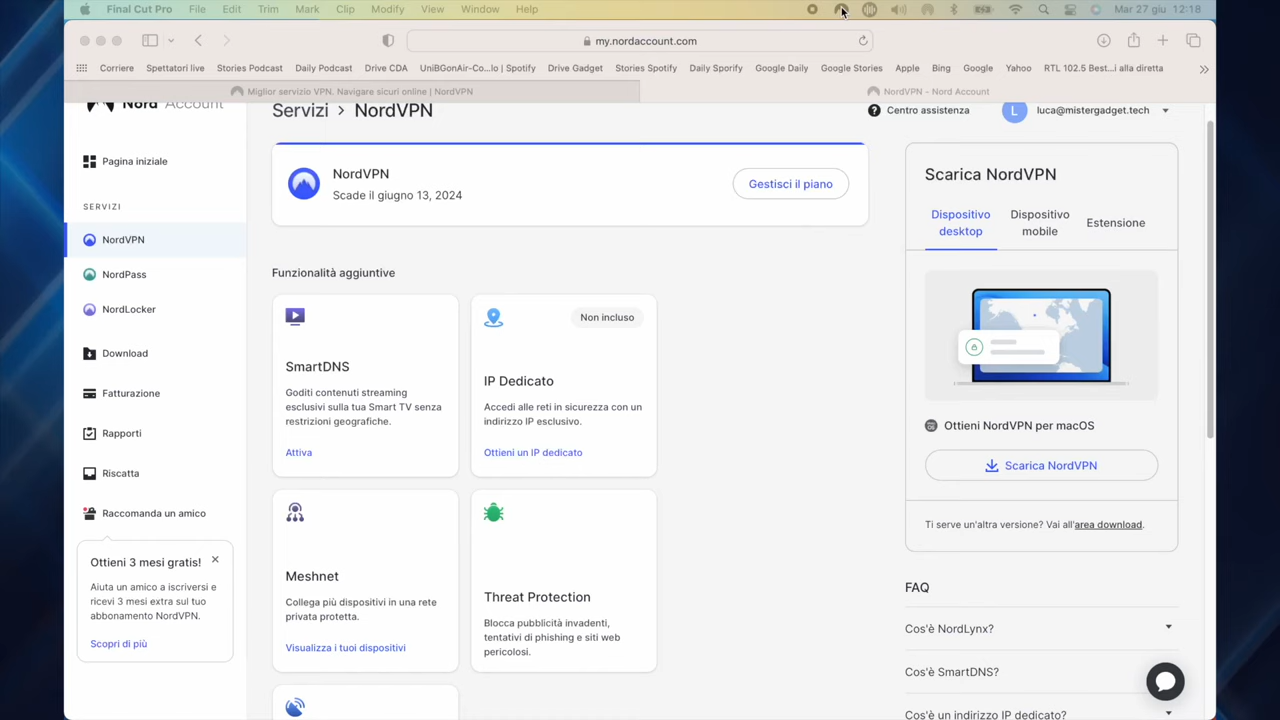 Final Cut Pro File Edit Trim Mark Clip Modify View Window Help
Mar 27 giu 12:18
my.nordaccount.com
Corriere Spettatori live Stories Podcast Daily Podcast Drive CDA UniBGonAir-Co...lo | Spotify Drive Gadget Stories Spotify Daily Sporify Google Daily Google Stories Apple Bing Google Yahoo RTL 102.5 Best...i alla diretta
Miglior servizio VPN. Navigare sicuri online | NordVPN
NordVPN - Nord Account
Nord Account
Servizi > NordVPN
Centro assistenza
L
luca@mistergadget.tech
Pagina iniziale
SERVIZI
NordVPN
NordPass
NordLocker
Download
Fatturazione
Rapporti
Riscatta
Raccomanda un amico
Ottieni 3 mesi gratis!
Aiuta un amico a iscriversi e
ricevi 3 mesi extra sul tuo
abbonamento NordVPN.
Scopri di più
NordVPN
Scade il giugno 13, 2024
Gestisci il piano
Funzionalità aggiuntive
SmartDNS
Goditi contenuti streaming
esclusivi sulla tua Smart TV senza
restrizioni geografiche.
Attiva
Non incluso
IP Dedicato
Accedi alle reti in sicurezza con un
indirizzo IP esclusivo.
Ottieni un IP dedicato
Meshnet
Collega più dispositivi in una rete
privata protetta.
Visualizza i tuoi dispositivi
Threat Protection
Blocca pubblicità invadenti,
tentativi di phishing e siti web
pericolosi.
Scarica NordVPN
Dispositivo
desktop
Dispositivo
mobile
Estensione
Ottieni NordVPN per macOS
Scarica NordVPN
Ti serve un'altra versione? Vai all'area download.
FAQ
Cos'è NordLynx?
Cos'è SmartDNS?
Cos'è un indirizzo IP dedicato?